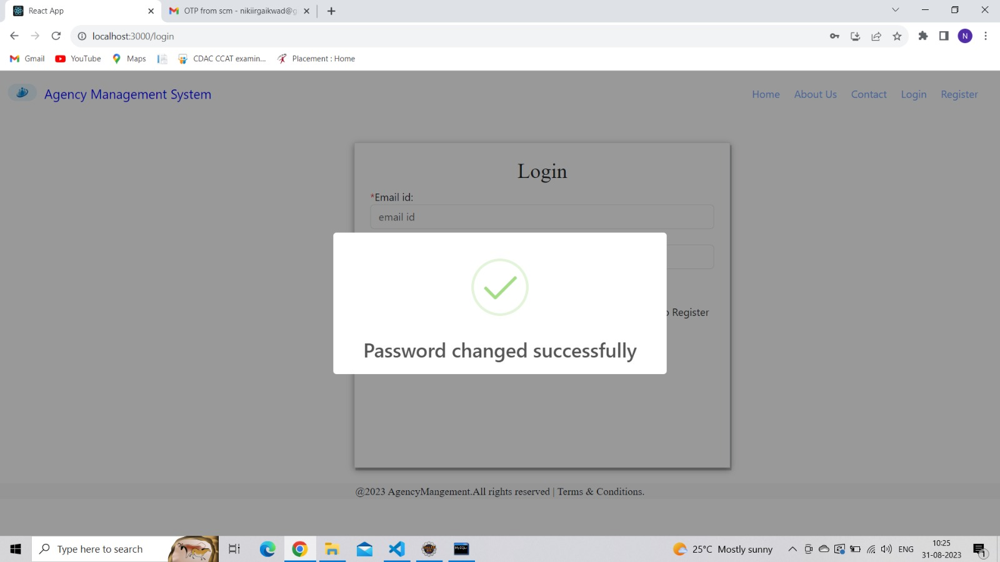 React App
OTP from scm - nikiirgaikwad@g
localhost:3000/login
N
Gmail
YouTube
Maps
CDAC CCAT examin...
Placement : Home
Agency Management System
Home
About Us
Contact
Login
Register
Login
*Email id:
email id
Register
Password changed successfully
@2023 AgencyMangement.All rights reserved | Terms & Conditions.
Type here to search
25°C Mostly sunny
ENG
10:25
31-08-2023
1